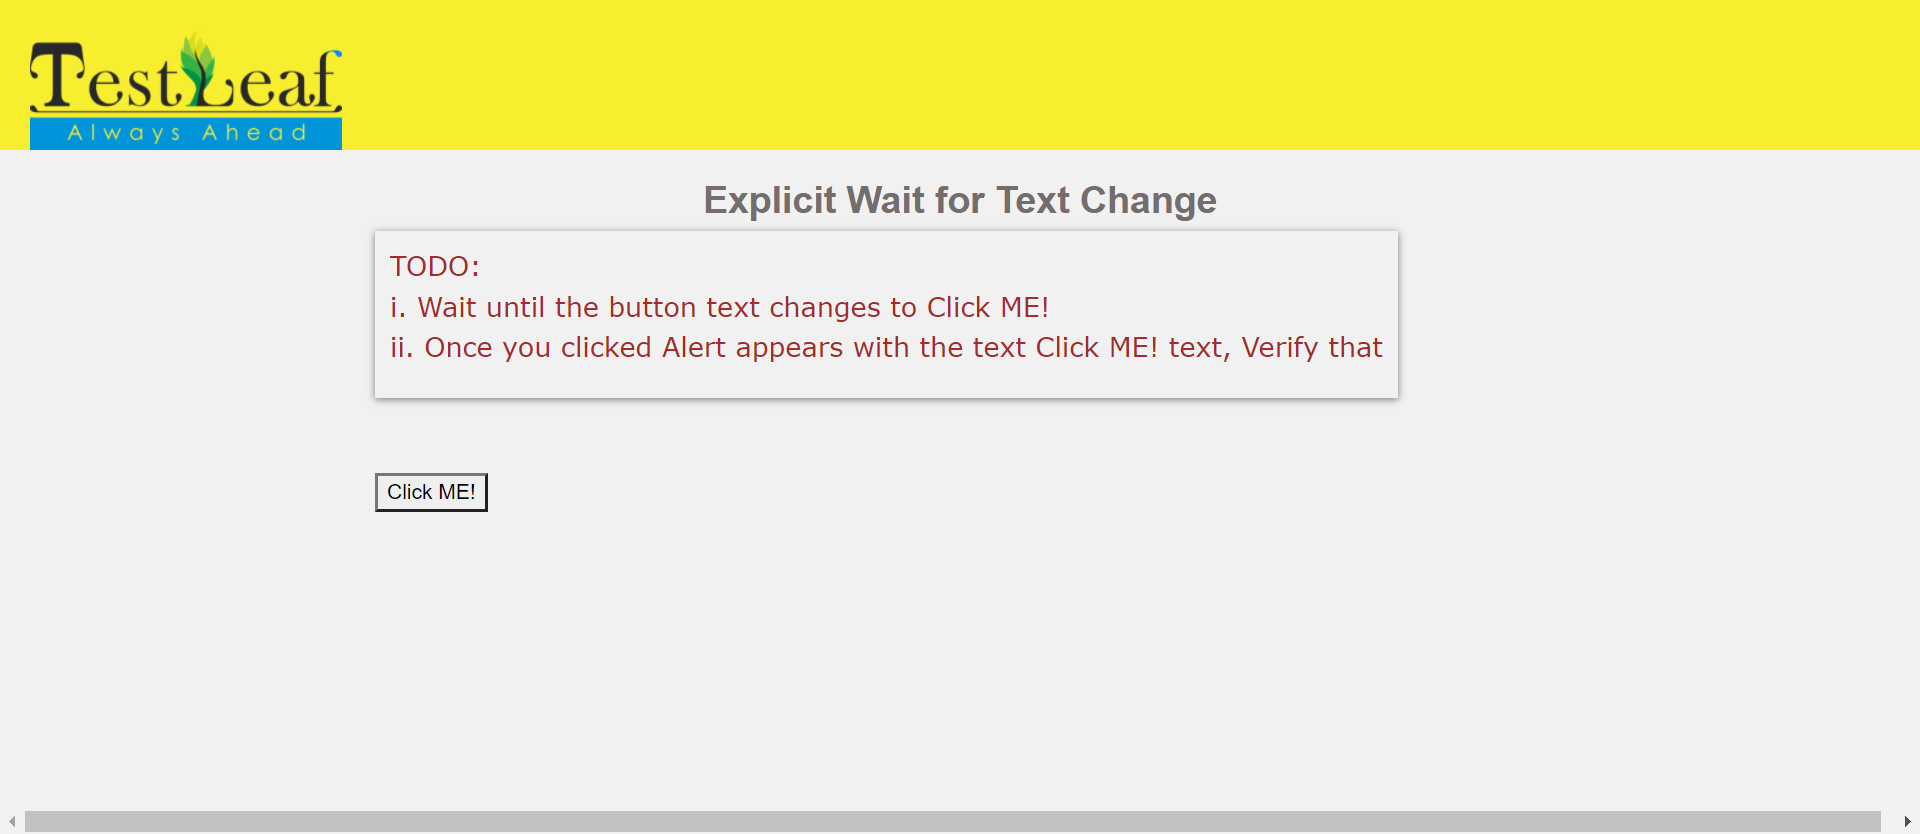 TestLeaf
Always Ahead
Explicit Wait for Text Change
TODO:
i. Wait until the button text changes to Click ME!
ii. Once you clicked Alert appears with the text Click ME! text, Verify that
Click ME!